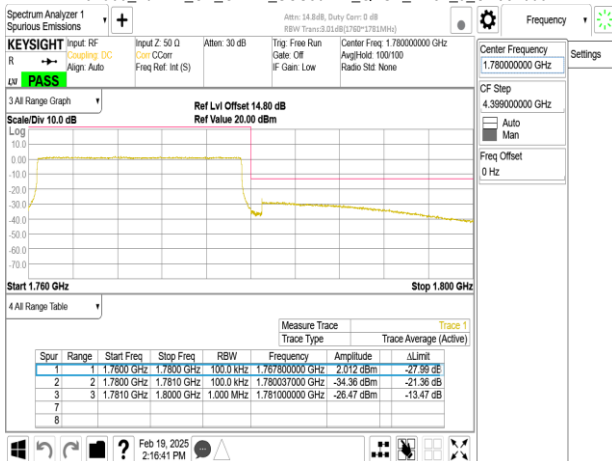 Spectrum Analyzer 1
Spurious Emissions
Attn: 14.8dB, Duty Corr: 0 dB
RBW Trans:3.01dB(1760~1781MHz)
Frequency
KEYSIGHT
Input: RF
Coupling: DC
Align: Auto
Input Z: 50 Ω
Corr CCorr
Freq Ref: Int (S)
Atten: 30 dB
Trig: Free Run
Gate: Off
IF Gain: Low
Center Freq: 1.780000000 GHz
Avg|Hold: 100/100
Radio Std: None
R
LXI
PASS
Center Frequency
1.780000000 GHz
Settings
CF Step
4.399000000 GHz
Auto
Man
Freq Offset
0 Hz
3 All Range Graph
Ref Lvl Offset 14.80 dB
Scale/Div 10.0 dB
Ref Value 20.00 dBm
Log
10.0
0.00
-10.0
-20.0
-30.0
-40.0
-50.0
-60.0
-70.0
Start 1.760 GHz
Stop 1.800 GHz
4 All Range Table
Measure Trace Trace 1
Trace Type Trace Average (Active)
Spur Range Start Freq Stop Freq RBW Frequency Amplitude ΔLimit
1 1 1.7600 GHz 1.7800 GHz 100.0 kHz 1.767800000 GHz 2.012 dBm -27.99 dB
2 2 1.7800 GHz 1.7810 GHz 100.0 kHz 1.780037000 GHz -34.36 dBm -21.36 dB
3 3 1.7810 GHz 1.8000 GHz 1.000 MHz 1.781000000 GHz -26.47 dBm -13.47 dB
7
8
Feb 19, 2025
2:16:41 PM